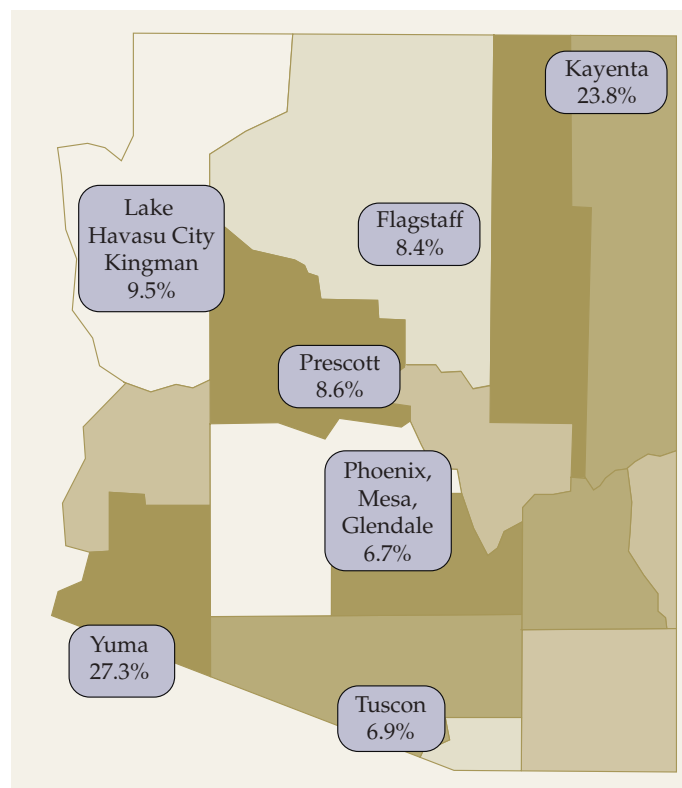 Kayenta
23.8%
Lake
Havasu City
Kingman
9.5%
Flagstaff
8.4%
Prescott
8.6%
Phoenix,
Mesa,
Glendale
6.7%
Yuma
27.3%
Tuscon
6.9%